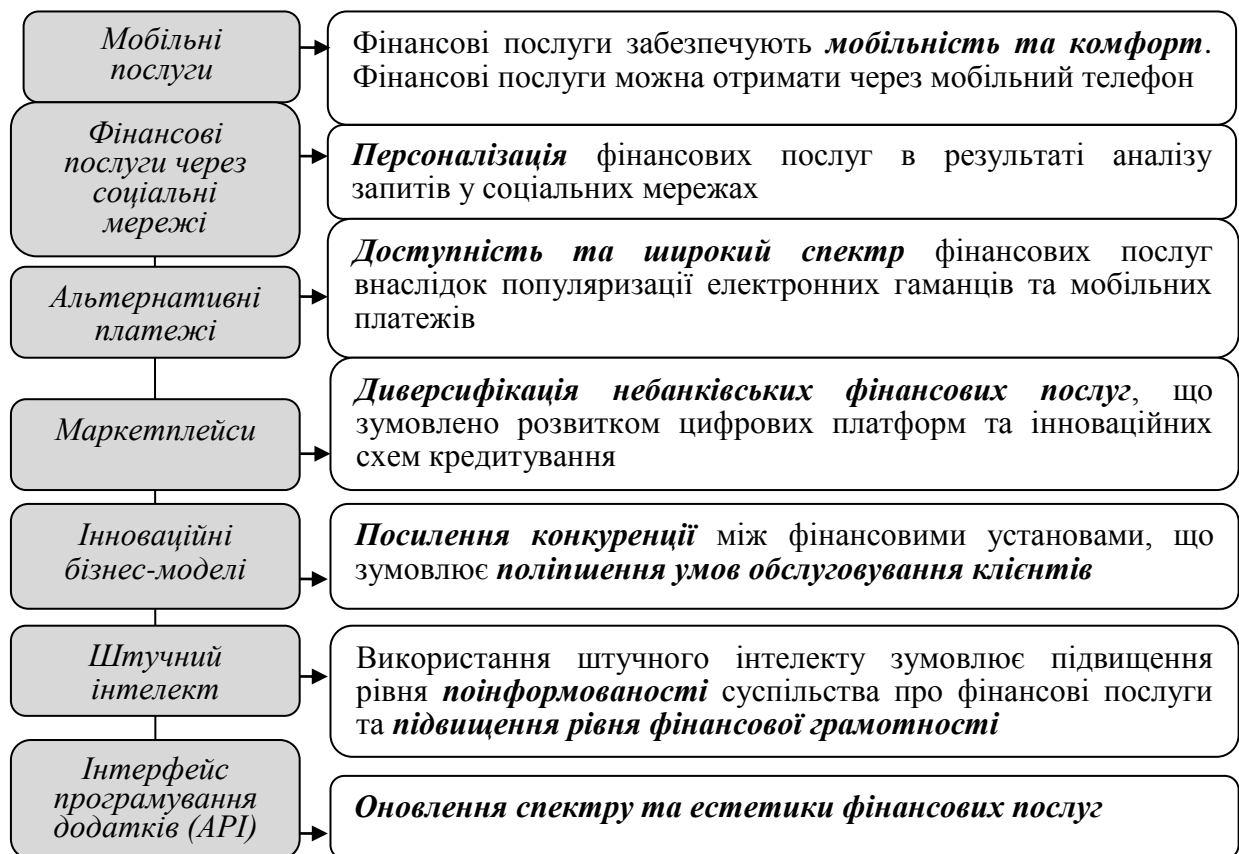 Мобільні
послуги
Фінансові послуги забезпечують мобільність та комфорт.
Фінансові послуги можна отримати через мобільний телефон
Фінансові
послуги через
соціальні
мережі
Персоналізація фінансових послуг в результаті аналізу
запитів у соціальних мережах
Альтернативні
платежі
Доступність та широкий спектр фінансових послуг
внаслідок популяризації електронних гаманців та мобільних
платежів
Маркетплейси
Диверсифікація небанківських фінансових послуг, що
зумовлено розвитком цифрових платформ та інноваційних
схем кредитування
Інноваційні
бізнес-моделі
Посилення конкуренції між фінансовими установами, що
зумовлює поліпшення умов обслуговування клієнтів
Штучний
інтелект
Використання штучного інтелекту зумовлює підвищення
рівня поінформованості суспільства про фінансові послуги
та підвищення рівня фінансової грамотності
Інтерфейс
програмування
додатків (API)
Оновлення спектру та естетики фінансових послуг